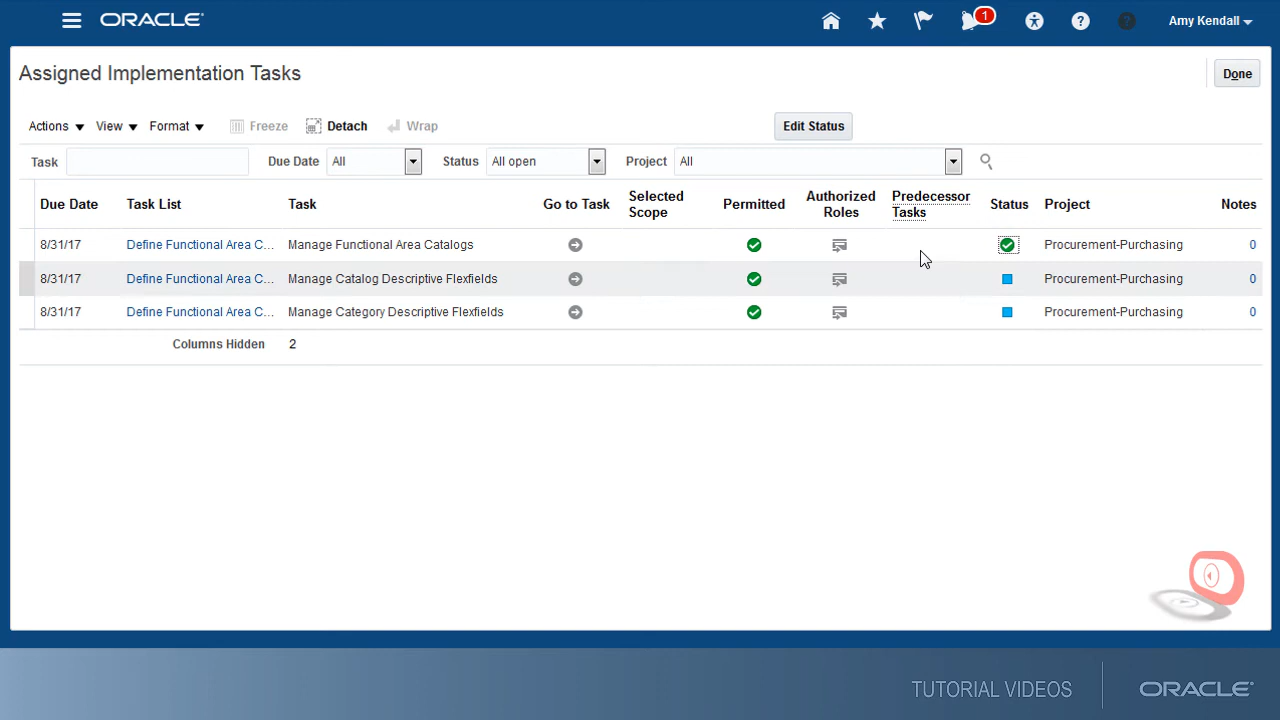 ORACLE
1
Amy Kendall
Assigned Implementation Tasks
Done
Actions View Format Freeze Detach Wrap Edit Status
Task Due Date All Status All open Project All
Due Date Task List Task Go to Task Selected Scope Permitted Authorized Roles Predecessor Tasks Status Project Notes
8/31/17 Define Functional Area C... Manage Functional Area Catalogs Procurement-Purchasing 0
8/31/17 Define Functional Area C... Manage Catalog Descriptive Flexfields Procurement-Purchasing 0
8/31/17 Define Functional Area C... Manage Category Descriptive Flexfields Procurement-Purchasing 0
Columns Hidden 2
TUTORIAL VIDEOS ORACLE